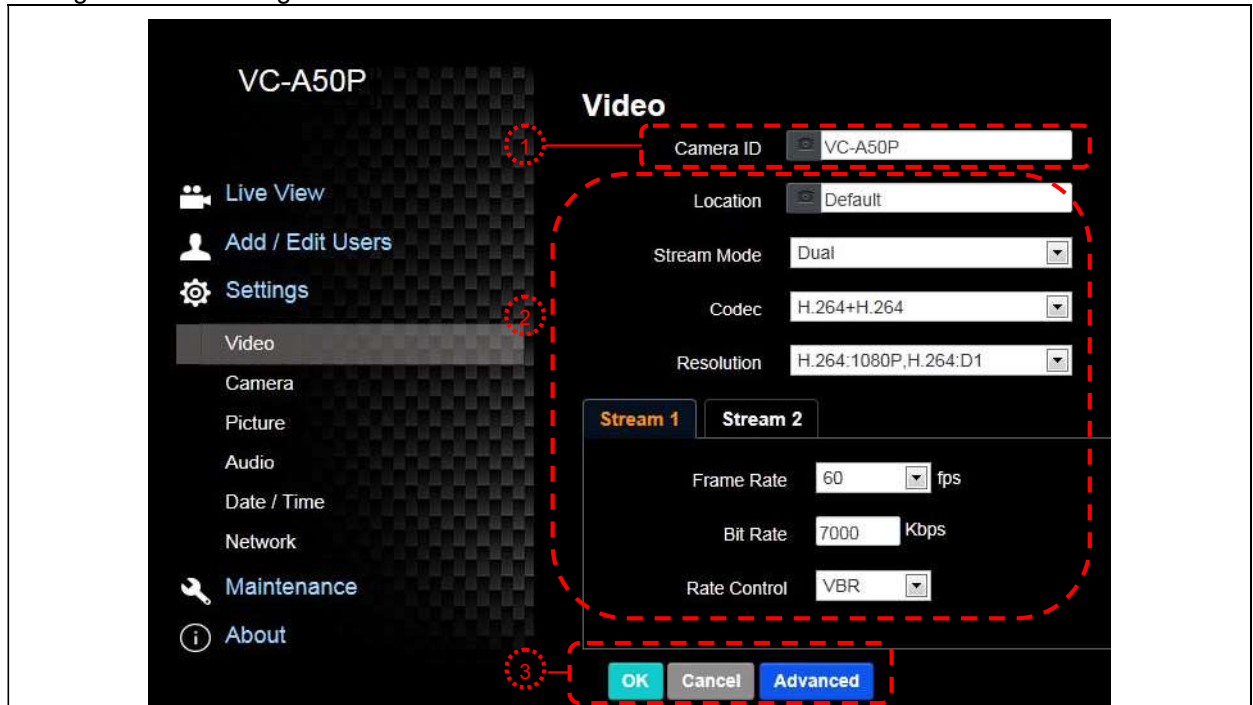 VC-A50P
Live View
Add / Edit Users
Settings
Video
Camera
Picture
Audio
Date / Time
Network
Maintenance
About
Video
1
Camera ID VC-A50P
2
Location Default
Stream Mode Dual
Codec H.264+H.264
Resolution H.264:1080P,H.264:D1
Stream 1 Stream 2
Frame Rate 60 fps
Bit Rate 7000 Kbps
Rate Control VBR
3
OK Cancel Advanced